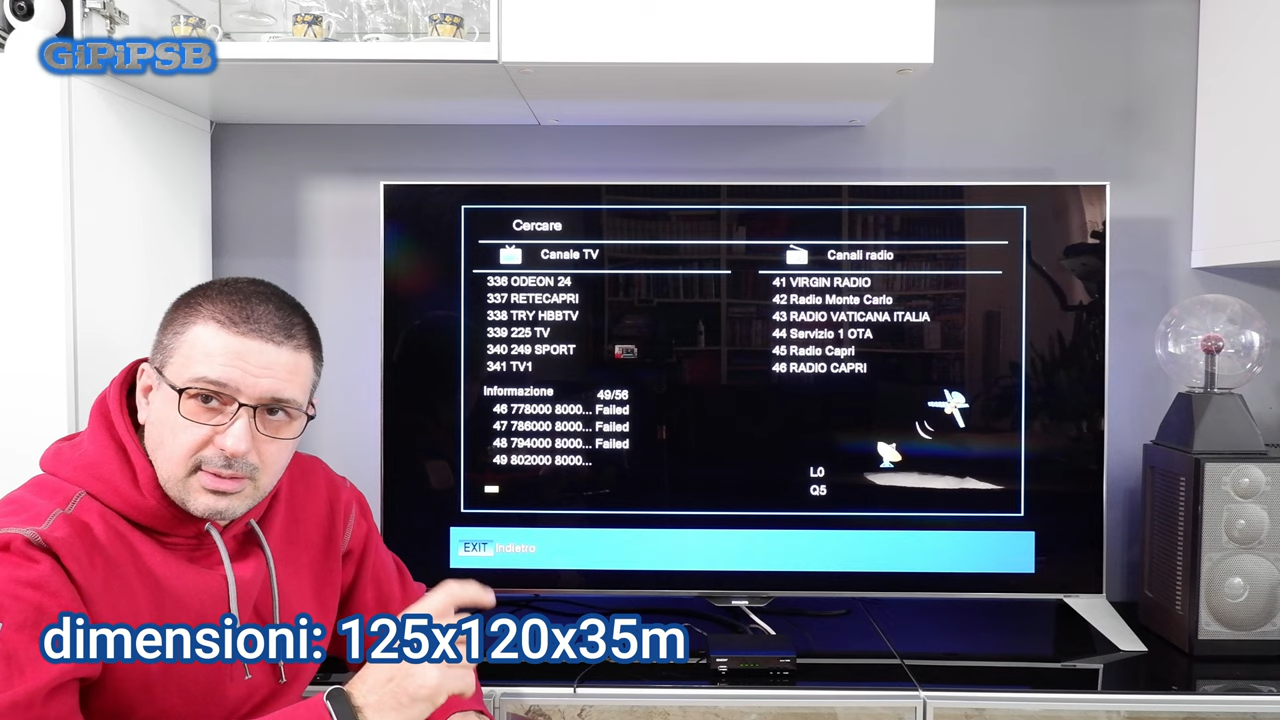 GiPiPSB
Cercare
Canale TV
Canali radio
336 ODEON 24
337 RETECAPRI
338 TRY HBBTV
339 225 TV
340 249 SPORT
341 TV1
41 VIRGIN RADIO
42 Radio Monte Carlo
43 RADIO VATICANA ITALIA
44 Servizio 1 OTA
45 Radio Capri
46 RADIO CAPRI
Informazione 49/56
46 778000 8000... Failed
47 786000 8000... Failed
48 794000 8000... Failed
49 802000 8000...
L0
Q5
EXIT Indietro
dimensioni: 125x120x35m